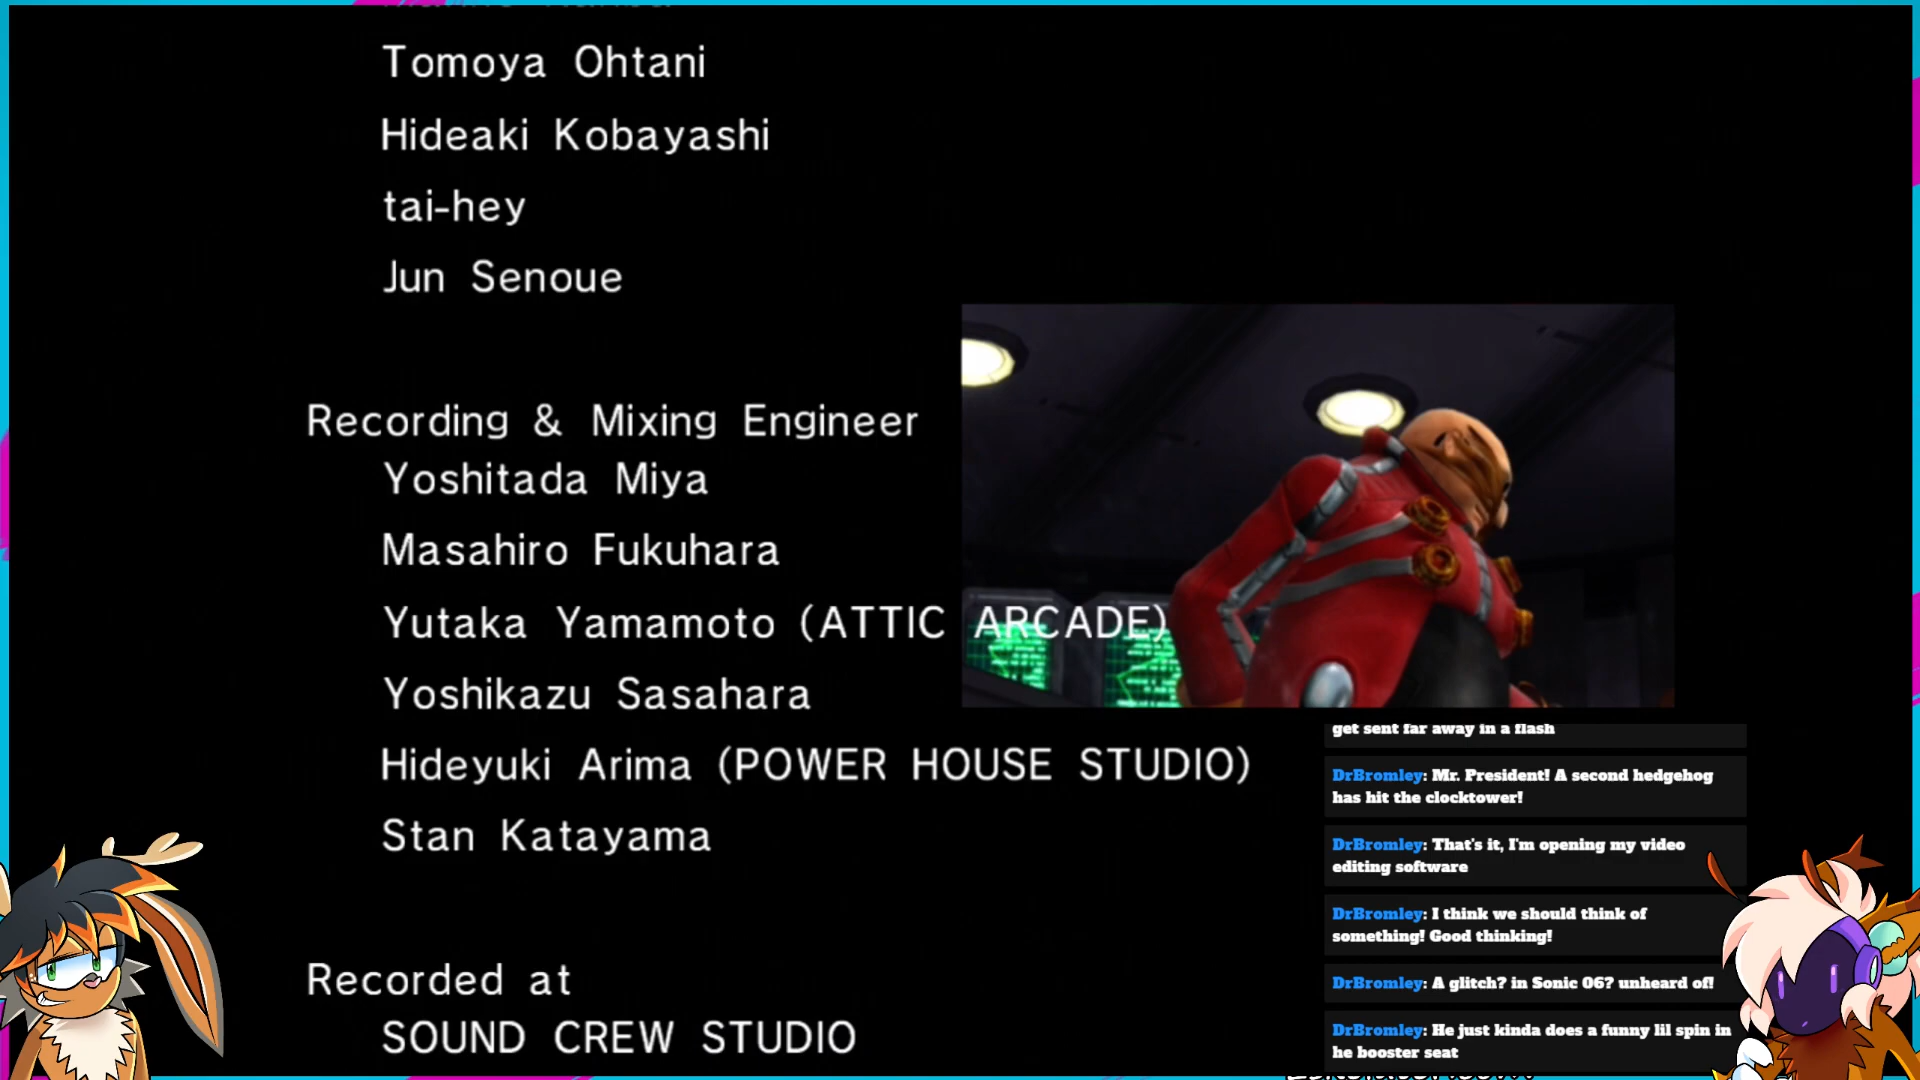 Tomoya Ohtani
Hideaki Kobayashi
tai-hey
Jun Senoue
Recording & Mixing Engineer
Yoshitada Miya
Masahiro Fukuhara
Yutaka Yamamoto (ATTIC ARCADE)
Yoshikazu Sasahara
Hideyuki Arima (POWER HOUSE STUDIO)
Stan Katayama
Recorded at
SOUND CREW STUDIO
get sent far away in a flash
DrBromley: Mr. President! A second hedgehog
has hit the clocktower!
DrBromley: That's it, I'm opening my video
editing software
DrBromley: I think we should think of
something! Good thinking!
DrBromley: A glitch? in Sonic 06? unheard of!
DrBromley: He just kinda does a funny lil spin in
he booster seat